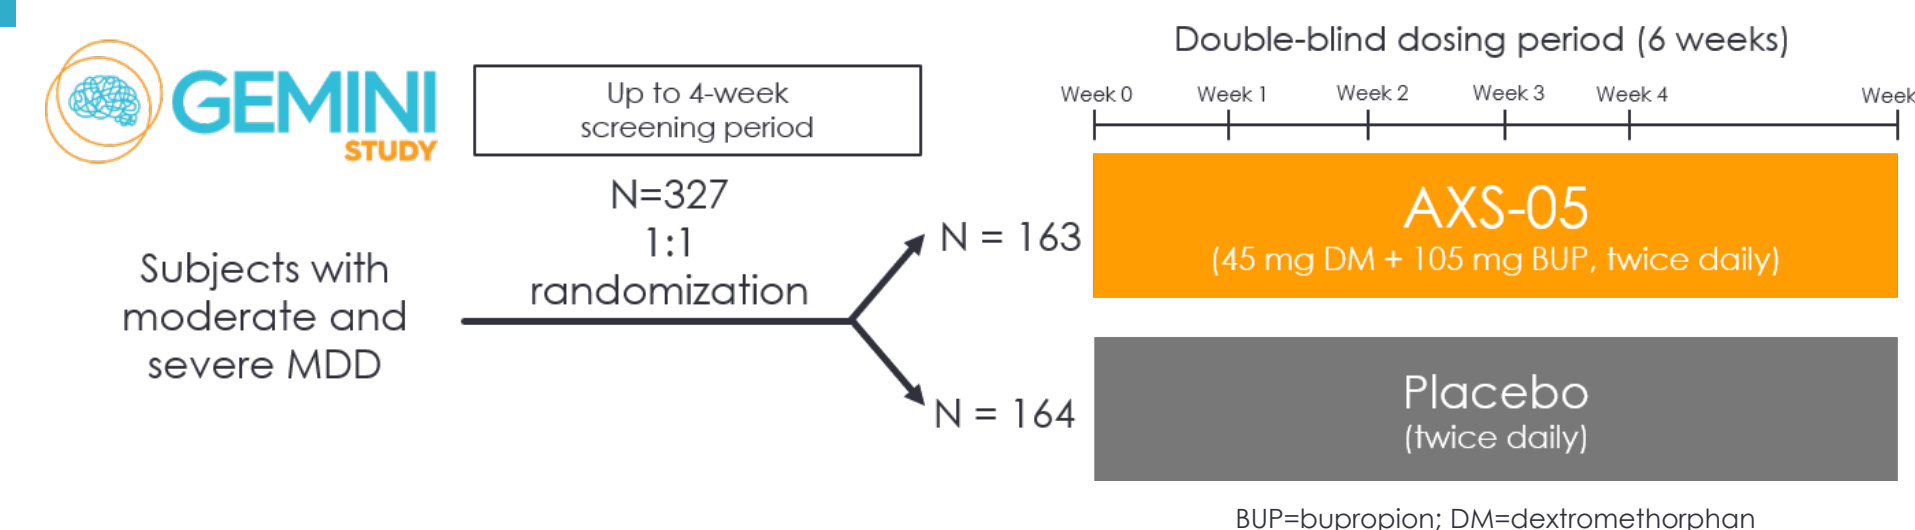 GEMINI
STUDY
Up to 4-week
screening period
N=327
1:1
randomization
Subjects with
moderate and
severe MDD
N = 163
N = 164
Double-blind dosing period (6 weeks)
Week 0 Week 1 Week 2 Week 3 Week 4 Week
AXS-05
(45 mg DM + 105 mg BUP, twice daily)
Placebo
(twice daily)
BUP=bupropion; DM=dextromethorphan